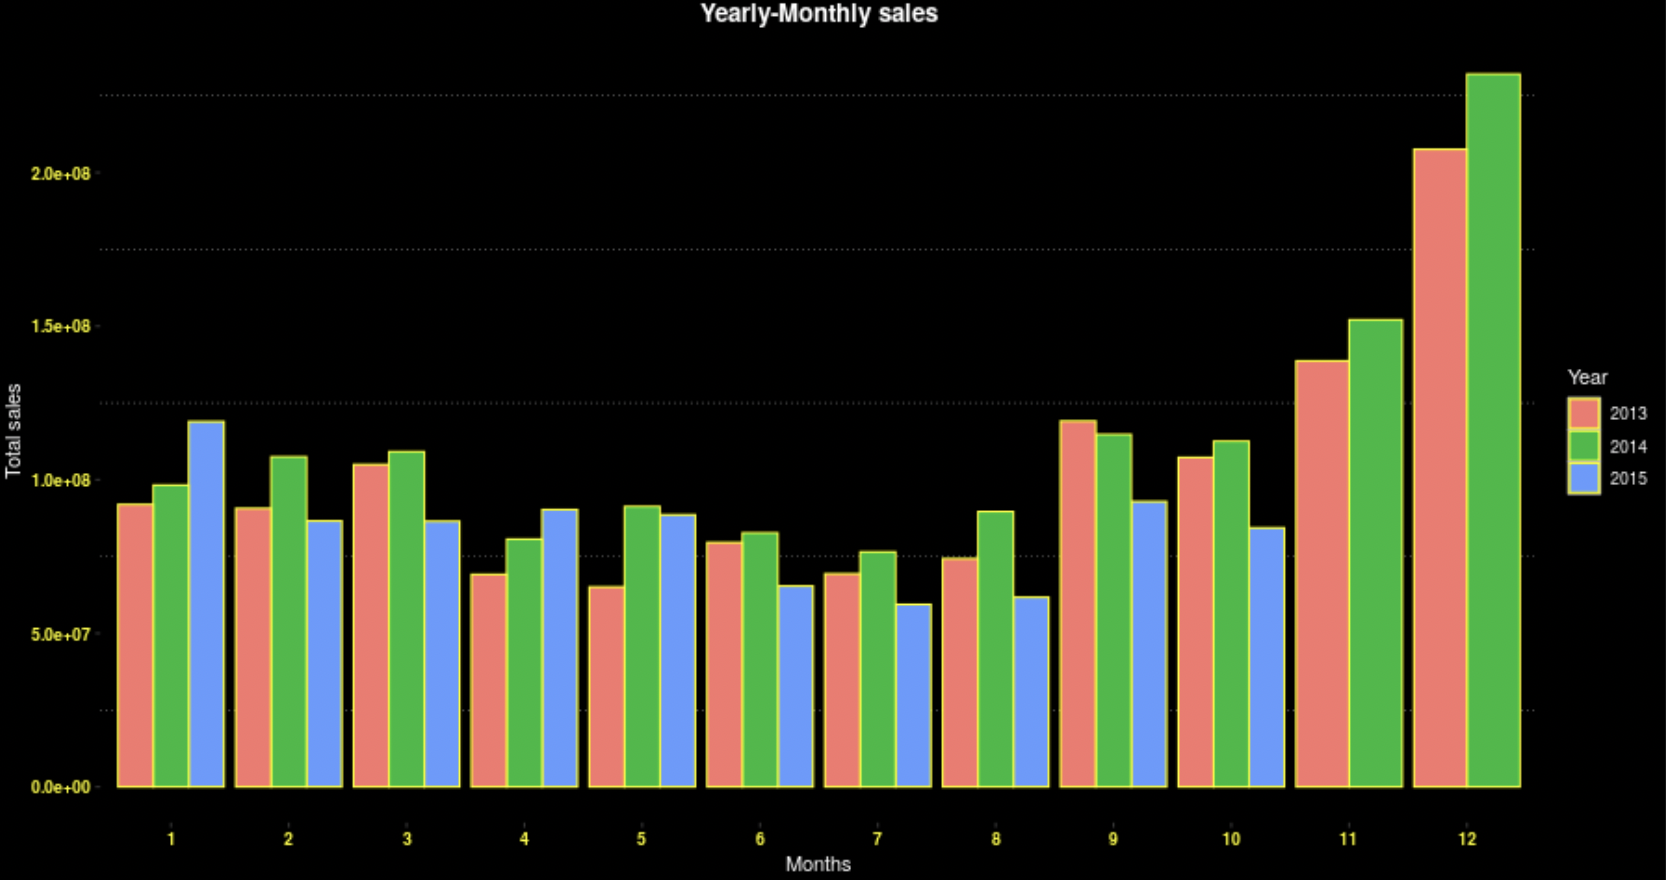 Yearly-Monthly sales
2.0e+08
1.5e+08
1.0e+08
5.0e+07
0.0e+00
Total sales
1 2 3 4 5 6 7 8 9 10 11 12
Months
Year
2013
2014
2015